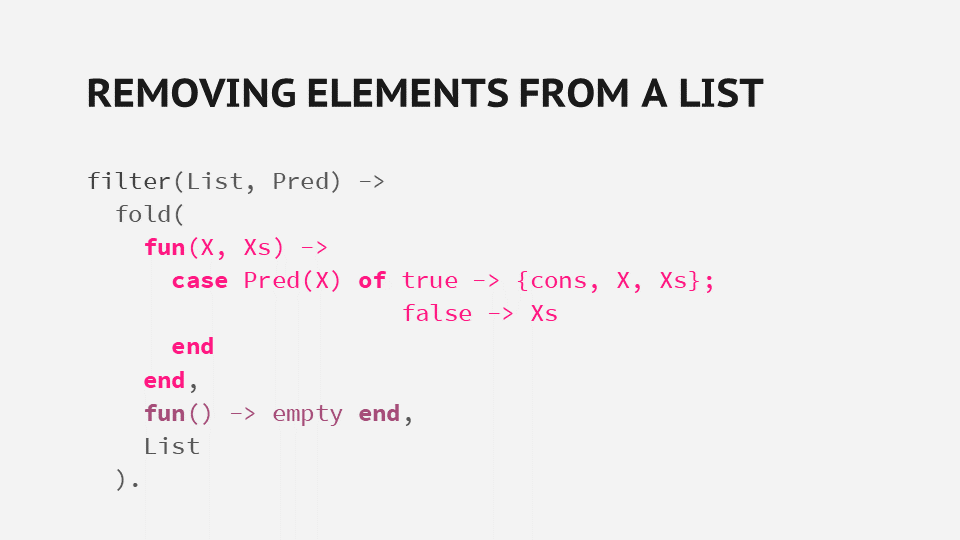 REMOVING ELEMENTS FROM A LIST
filter(List, Pred) ->
  fold(
    fun(X, Xs) ->
      case Pred(X) of true -> {cons, X, Xs};
                      false -> Xs
      end
    end,
    fun() -> empty end,
    List
  ).